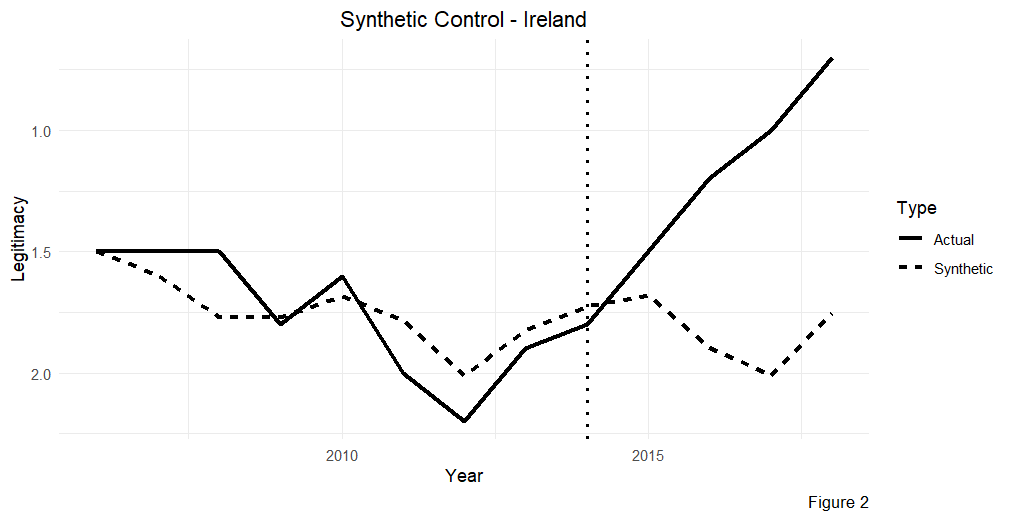 Synthetic Control - Ireland
Legitimacy
1.0
1.5
2.0
2010
2015
Year
Type
Actual
Synthetic
Figure 2